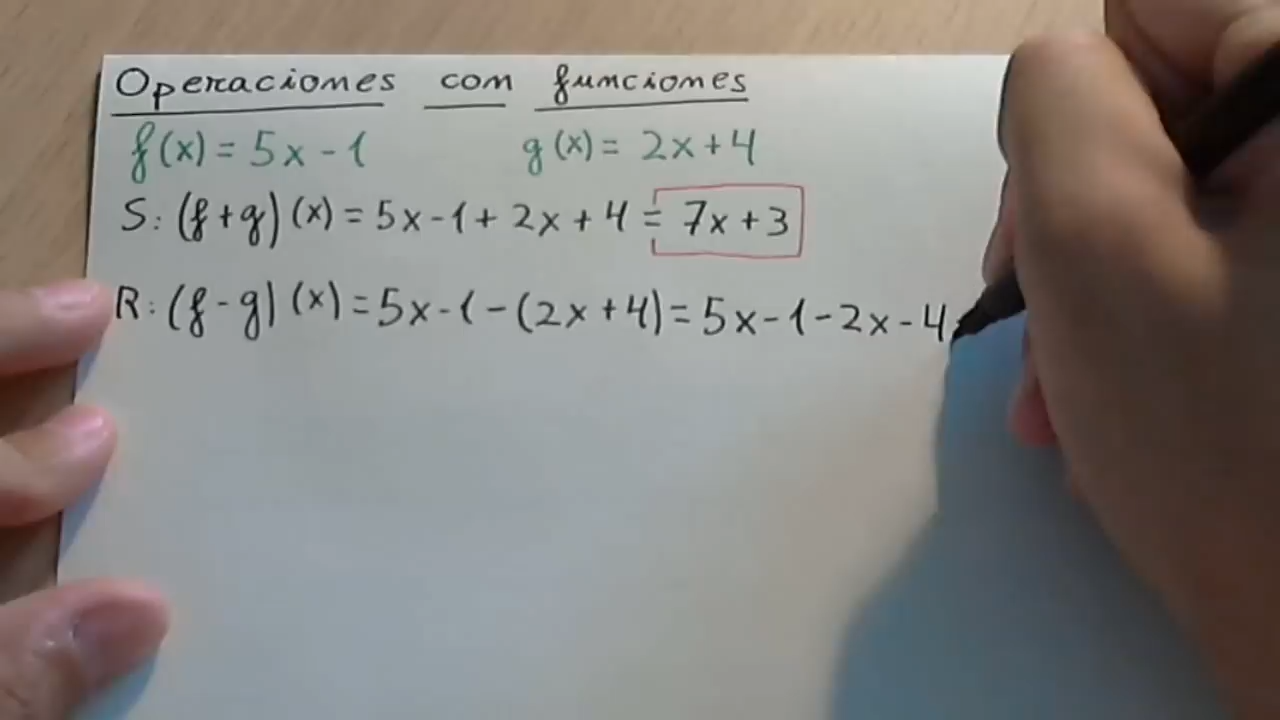 Operaciones con funciones
f(x) = 5x - 1 g(x) = 2x + 4
S: (f + g) (x) = 5x - 1 + 2x + 4 = 7x + 3
R: (f - g) (x) = 5x - 1 - (2x + 4) = 5x - 1 - 2x - 4